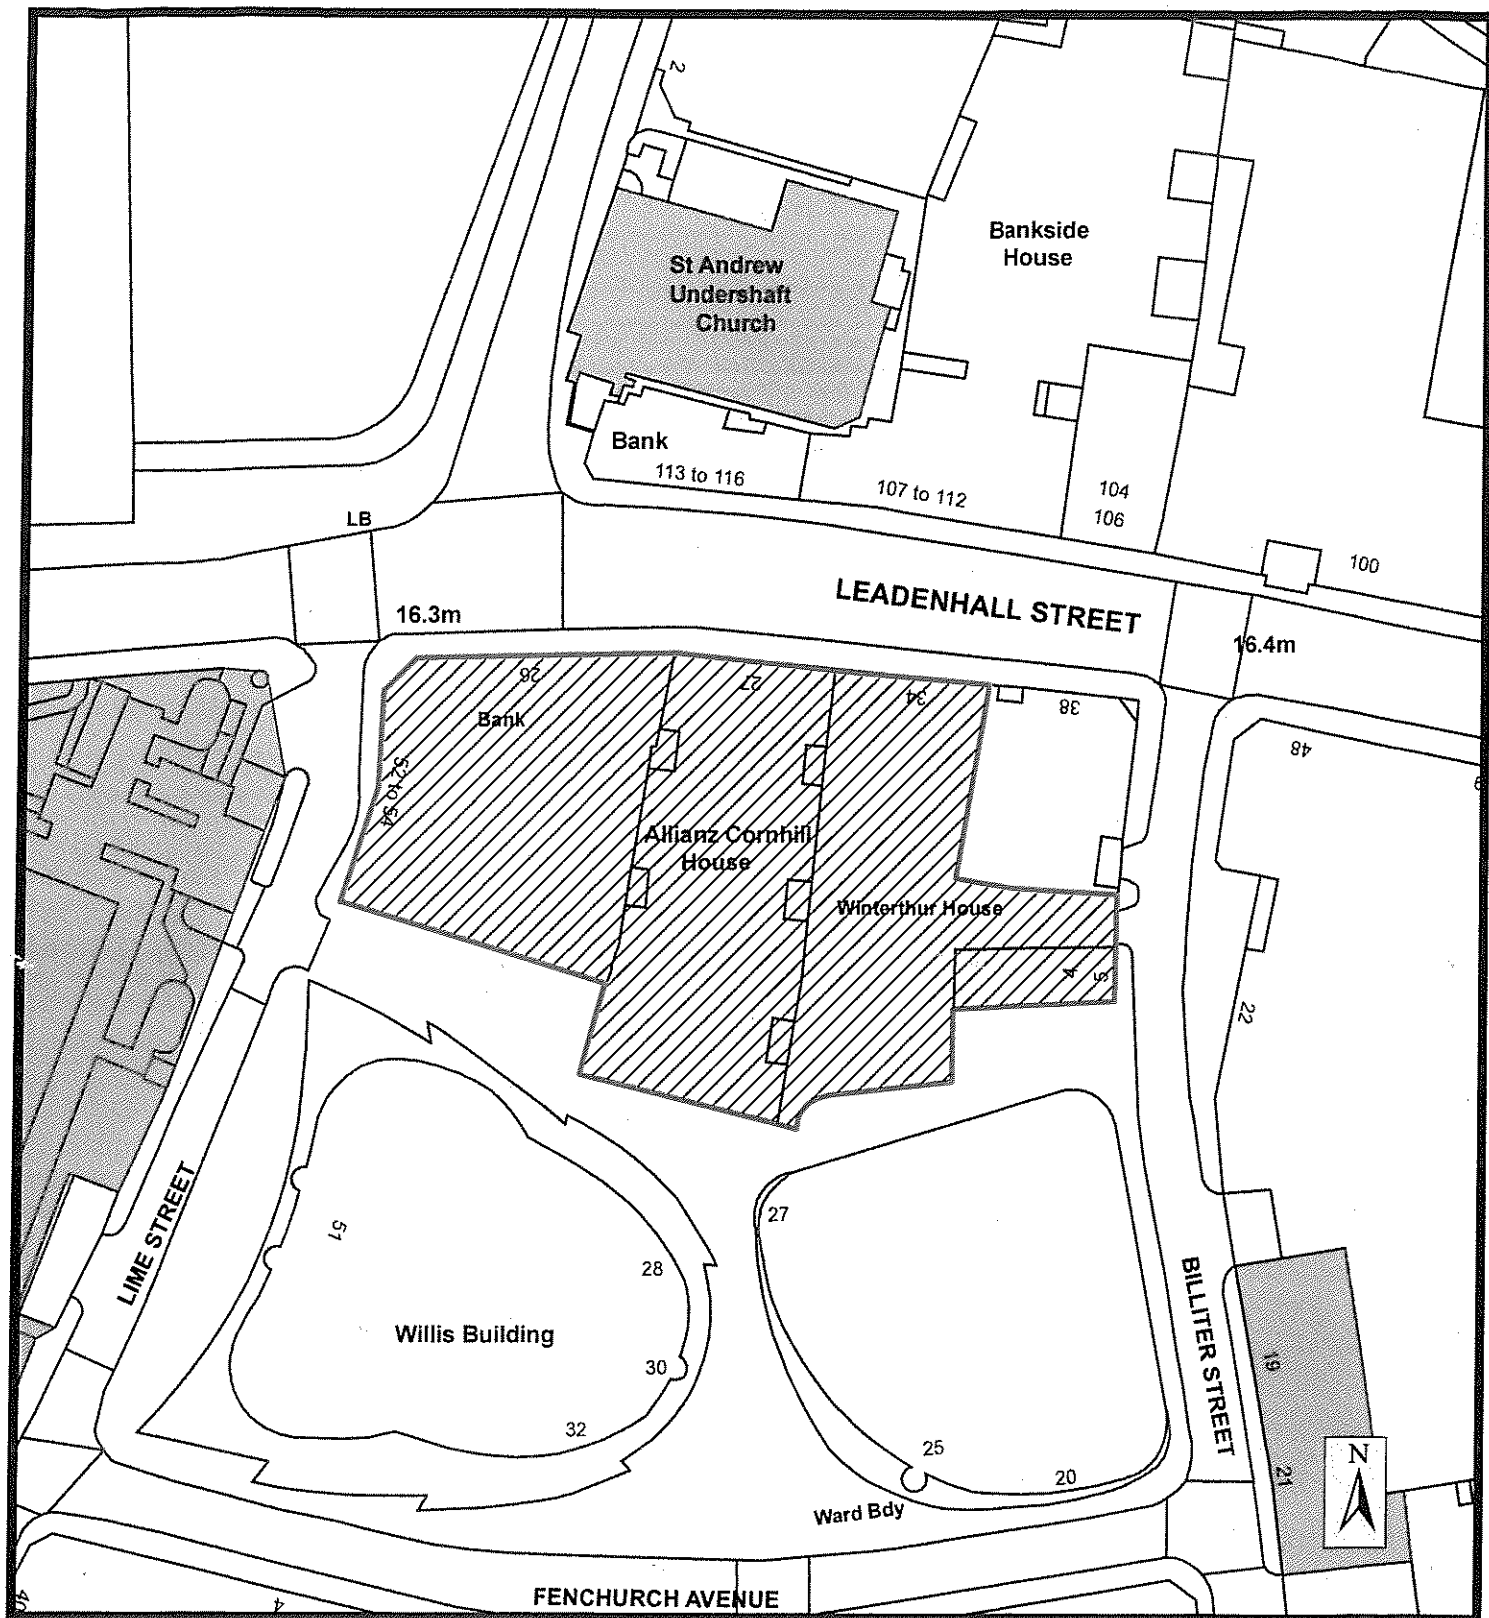 2
Bankside
House
St Andrew
Undershaft
Church
Bank
113 to 116
107 to 112
104
106
LB
100
LEADENHALL STREET
16.3m
16.4m
26
27
34
38
48
Bank
52 to 54
Allianz Cornhill
House
Winterthur House
4
5
22
LIME STREET
51
27
28
BILLITER STREET
Willis Building
30
19
32
25
20
21
N
Ward Bdy
FENCHURCH AVENUE
40
4